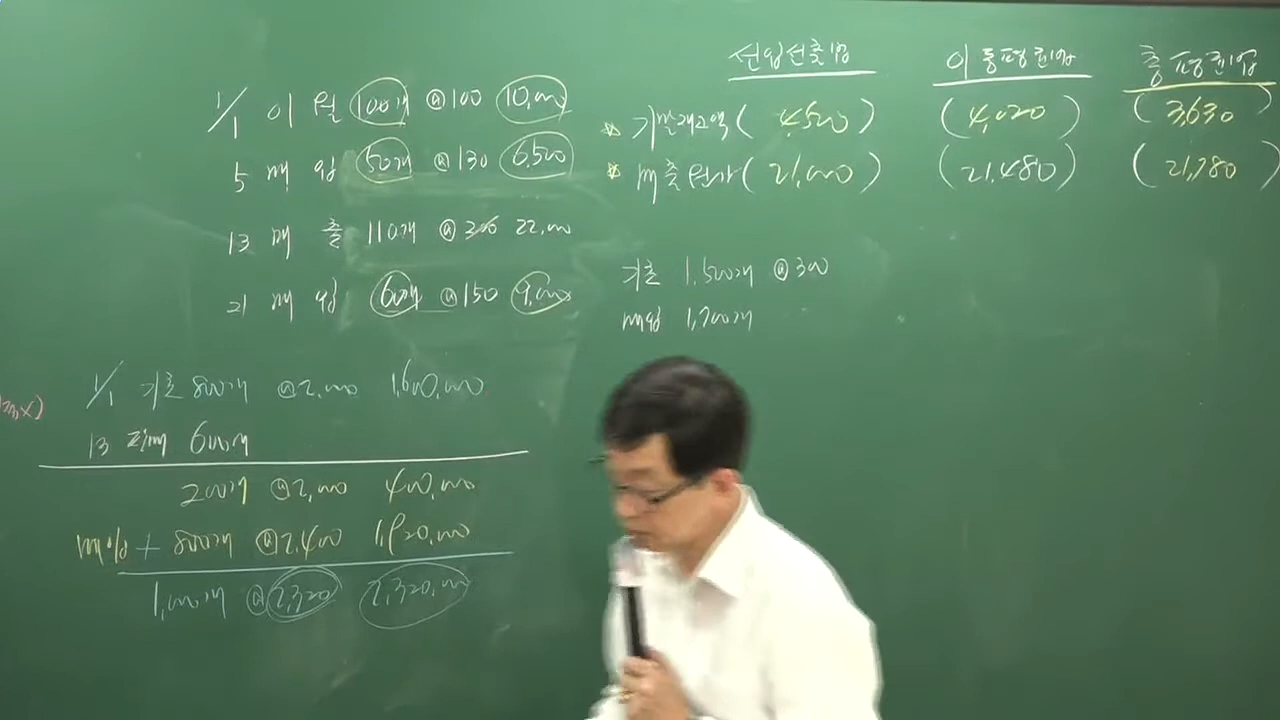 선입선출법 이동평균법 총평균법
1/1 이월 100개 @100 10,000
5 매입 50개 @130 6,500
13 매출 110개 @200 22,000
21 매입 60개 @150 9,000
* 기말재고액 ( 4,500 ) ( 4,020 ) ( 3,630 )
* 매출원가 ( 21,000 ) ( 21,480 ) ( 21,780 )
기초 1,500개 @300
매입 1,700개
1/1 기초 800개 @2,000 1,600,000
13 판매 600개
200개 @2,000 400,000
매입 + 800개 @2,400 1,920,000
1,000개 @2,320 2,320,000